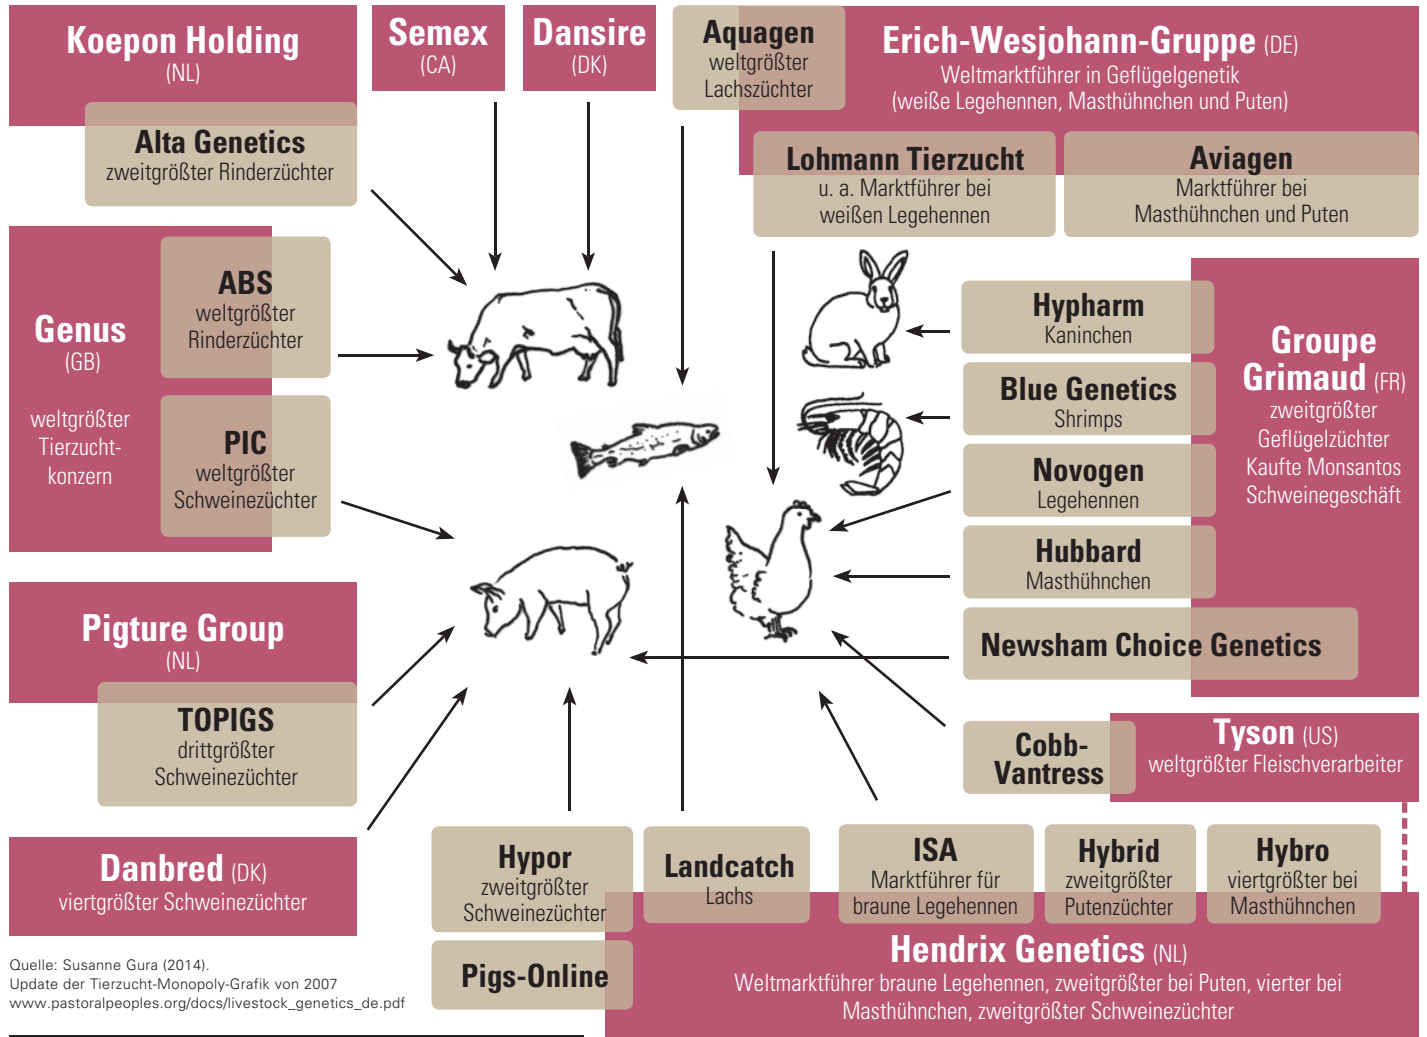 Koepon Holding
(NL)
Alta Genetics
zweitgrößter Rinderzüchter
Semex
(CA)
Dansire
(DK)
Aquagen
weltgrößter
Lachszüchter
Erich-Wesjohann-Gruppe (DE)
Weltmarktführer in Geflügelgenetik
(weiße Legehennen, Masthühnchen und Puten)
Lohmann Tierzucht
u. a. Marktführer bei
weißen Legehennen
Aviagen
Marktführer bei
Masthühnchen und Puten
Genus
(GB)
weltgrößter
Tierzucht-
konzern
ABS
weltgrößter
Rinderzüchter
PIC
weltgrößter
Schweinezüchter
Hypharm
Kaninchen
Blue Genetics
Shrimps
Novogen
Legehennen
Hubbard
Masthühnchen
Newsham Choice Genetics
Groupe
Grimaud (FR)
zweitgrößter
Geflügelzüchter
Kaufte Monsantos
Schweinegeschäft
Pigture Group
(NL)
TOPIGS
drittgrößter
Schweinezüchter
Cobb-
Vantress
Tyson (US)
weltgrößter Fleischverarbeiter
Danbred (DK)
viertgrößter Schweinezüchter
Hypor
zweitgrößter
Schweinezüchter
Pigs-Online
Landcatch
Lachs
ISA
Marktführer für
braune Legehennen
Hybrid
zweitgrößter
Putenzüchter
Hybro
viertgrößter bei
Masthühnchen
Hendrix Genetics (NL)
Weltmarktführer braune Legehennen, zweitgrößter bei Puten, vierter bei
Masthühnchen, zweitgrößter Schweinezüchter
Quelle: Susanne Gura (2014).
Update der Tierzucht-Monopoly-Grafik von 2007
www.pastoralpeoples.org/docs/livestock_genetics_de.pdf